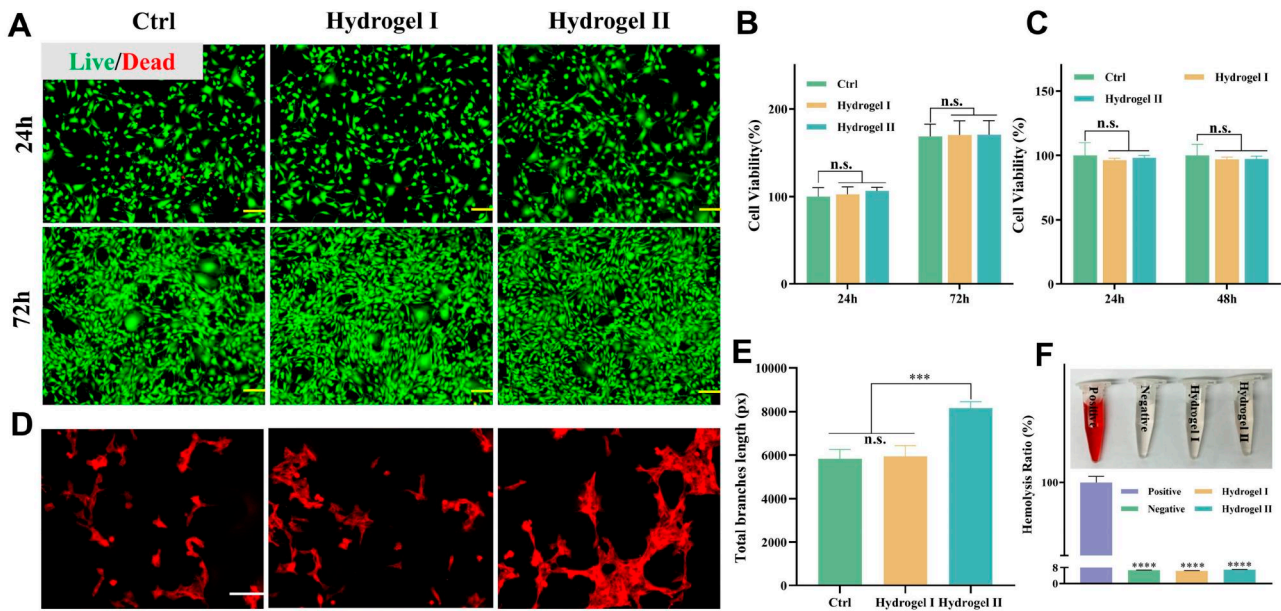 A
Ctrl
Hydrogel I
Hydrogel II
Live/Dead
24h
72h
B
Cell Viability(%)
200
100
0
Ctrl
Hydrogel I
Hydrogel II
n.s.
n.s.
24h
72h
C
Cell Viability (%)
150
100
50
0
Ctrl
Hydrogel I
Hydrogel II
n.s.
n.s.
24h
48h
D
E
Total branches length (px)
10000
8000
6000
4000
2000
0
***
n.s.
Ctrl
Hydrogel I
Hydrogel II
F
Hemolysis Ratio (%)
100
8
0
Positive
Negative
Hydrogel I
Hydrogel II
Positive
Hydrogel I
Negative
Hydrogel II
****
****
****